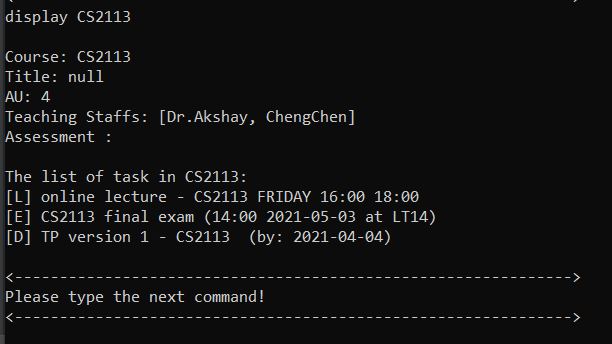 display CS2113
Course: CS2113
Title: null
AU: 4
Teaching Staffs: [Dr.Akshay, ChengChen]
Assessment :
The list of task in CS2113:
[L] online lecture - CS2113 FRIDAY 16:00 18:00
[E] CS2113 final exam (14:00 2021-05-03 at LT14)
[D] TP version 1 - CS2113  (by: 2021-04-04)
<--------------------------------------------------------------->
Please type the next command!
<--------------------------------------------------------------->